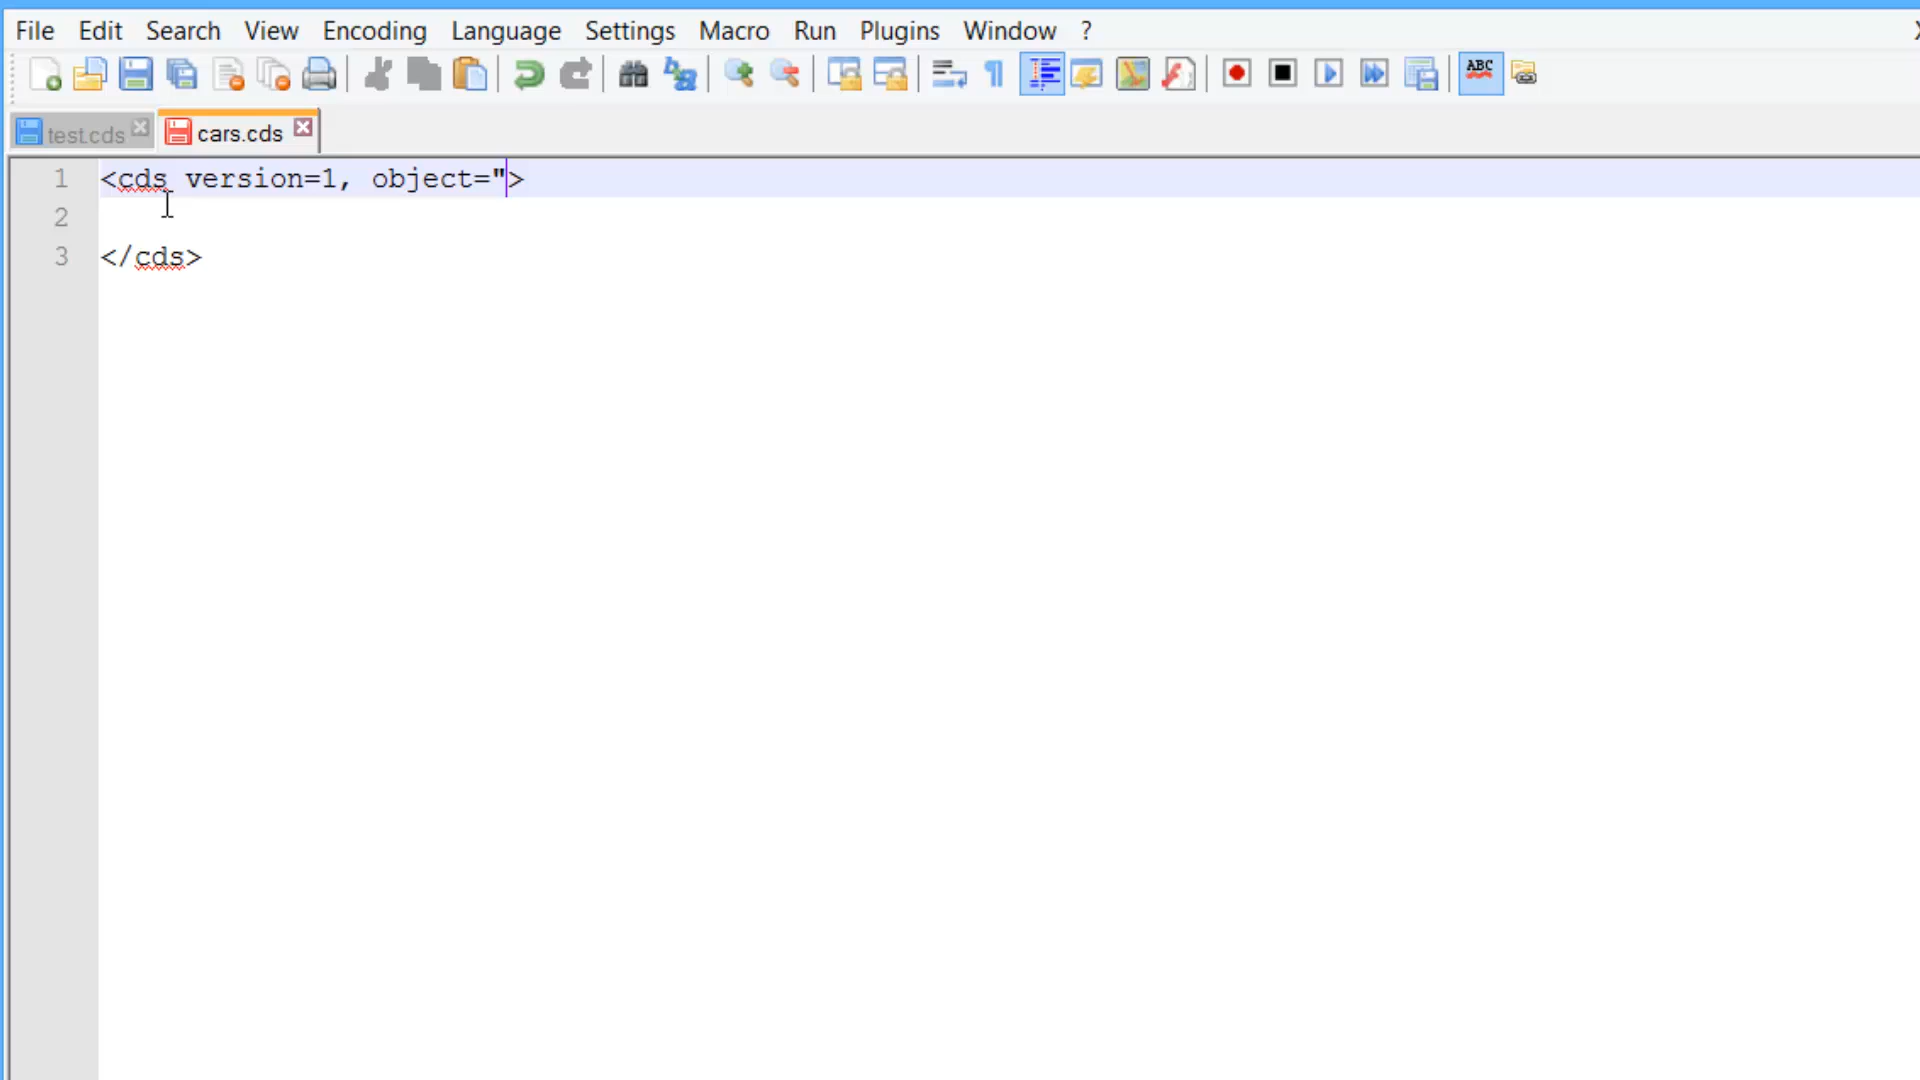 File Edit Search View Encoding Language Settings Macro Run Plugins Window ?
ABC
test.cds cars.cds
1 <cds version=1, object=">
2
3 </cds>